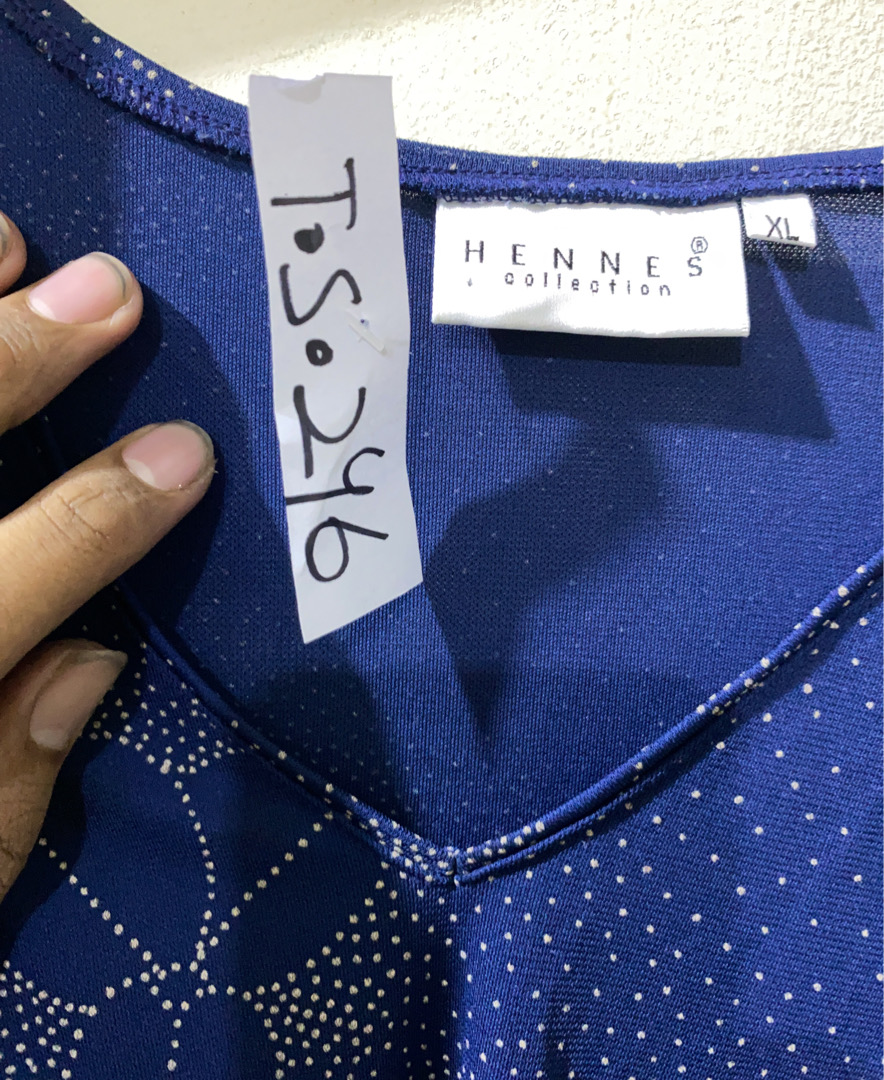 T.S.246
HENNES®
collection
XL